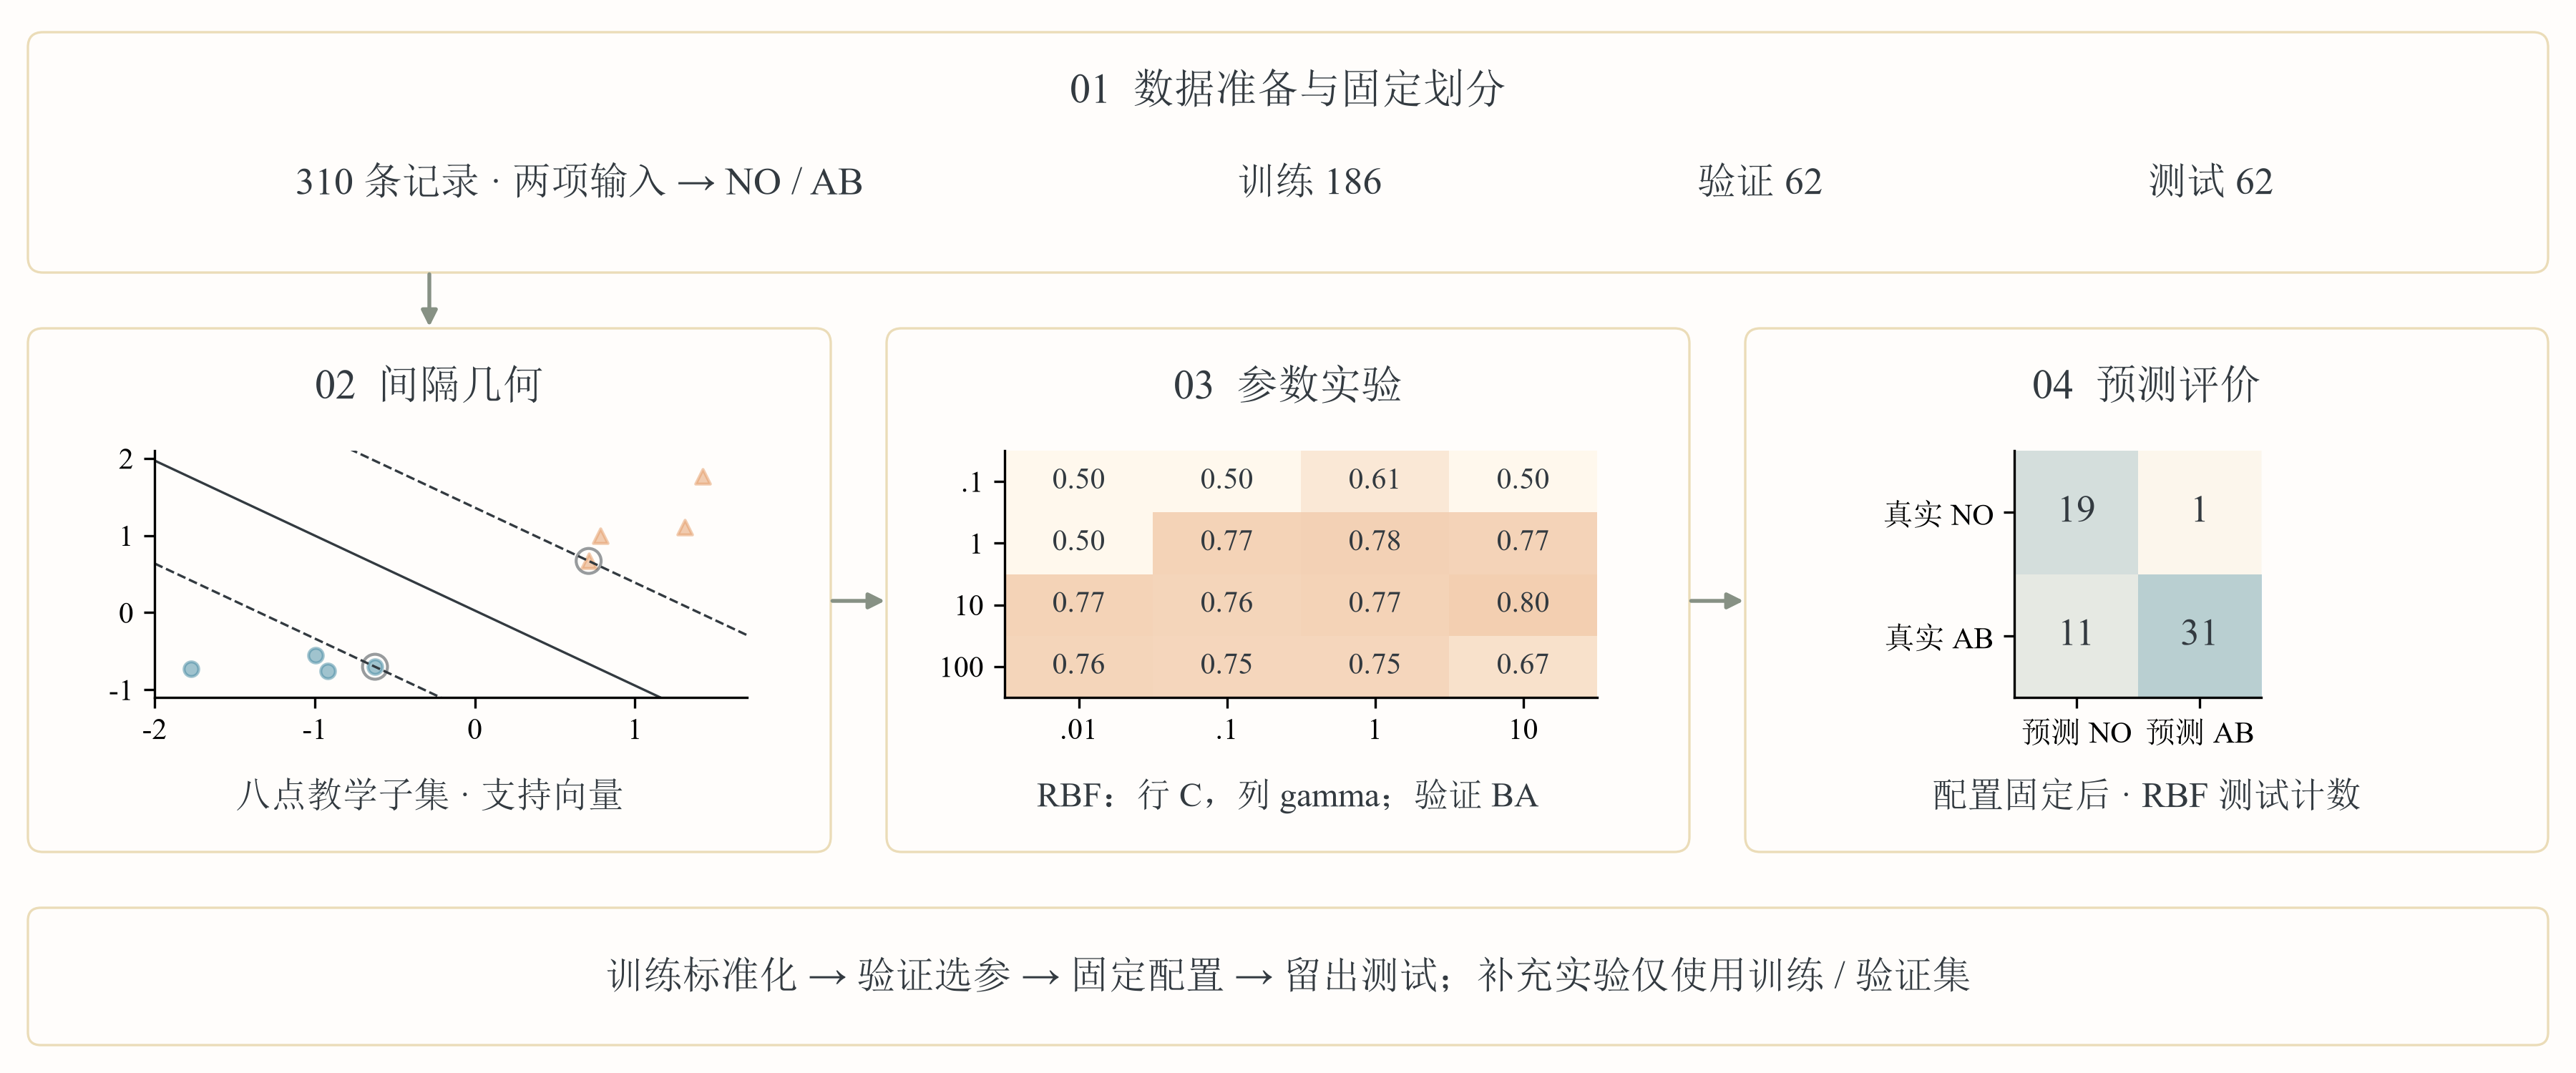 01 数据准备与固定划分
310 条记录 · 两项输入 → NO / AB
训练 186
验证 62
测试 62
02 间隔几何
2
1
0
-1
-2 -1 0 1
八点教学子集 · 支持向量
03 参数实验
.1 0.50 0.50 0.61 0.50
1 0.50 0.77 0.78 0.77
10 0.77 0.76 0.77 0.80
100 0.76 0.75 0.75 0.67
.01 .1 1 10
RBF：行 C，列 gamma；验证 BA
04 预测评价
真实 NO 19 1
真实 AB 11 31
预测 NO 预测 AB
配置固定后 · RBF 测试计数
训练标准化 → 验证选参 → 固定配置 → 留出测试；补充实验仅使用训练 / 验证集